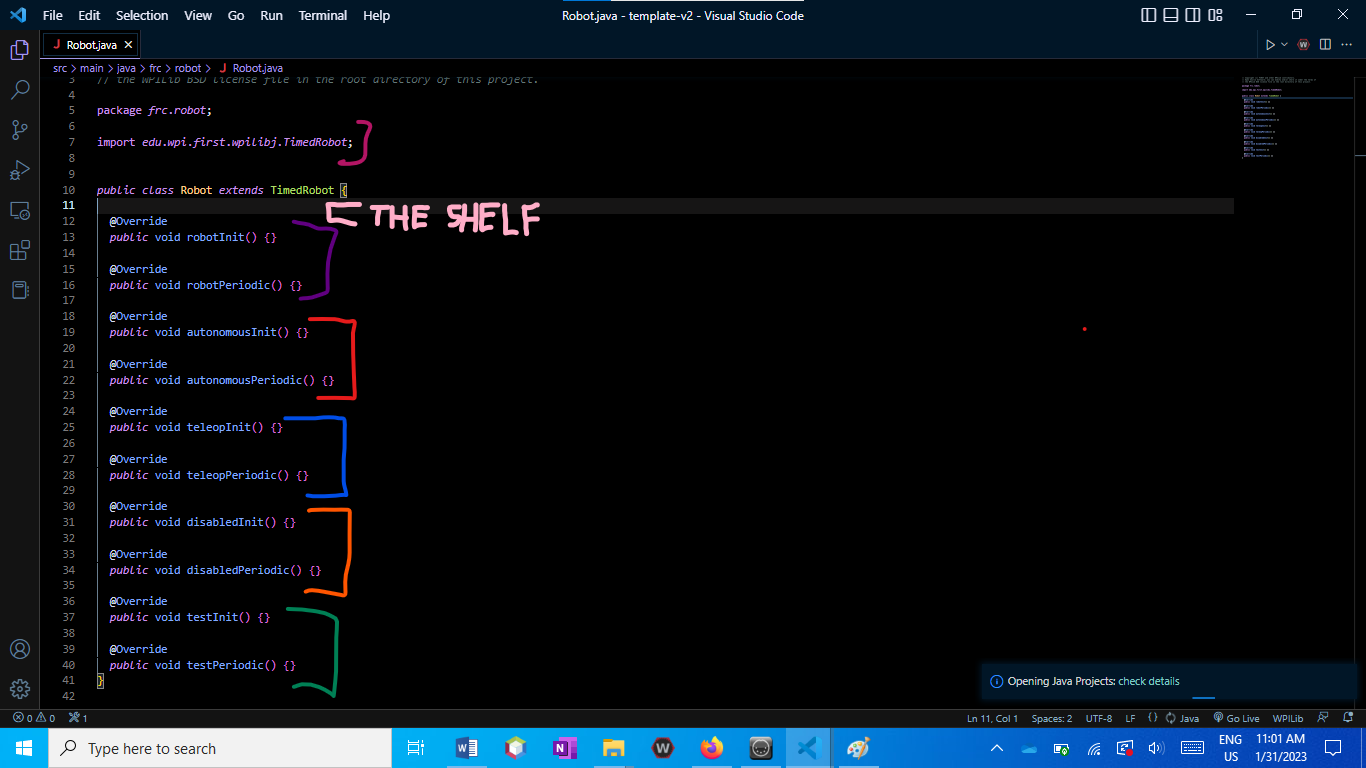 File Edit Selection View Go Run Terminal Help
Robot.java - template-v2 - Visual Studio Code
J Robot.java
src > main > java > frc > robot > J Robot.java
3 // the WPILib BSD license file in the root directory of this project.
4
5 package frc.robot;
6
7 import edu.wpi.first.wpilibj.TimedRobot;
8
9
10 public class Robot extends TimedRobot {
11
THE SHELF
12 @Override
13 public void robotInit() {}
14
15 @Override
16 public void robotPeriodic() {}
17
18 @Override
19 public void autonomousInit() {}
20
21 @Override
22 public void autonomousPeriodic() {}
23
24 @Override
25 public void teleopInit() {}
26
27 @Override
28 public void teleopPeriodic() {}
29
30 @Override
31 public void disabledInit() {}
32
33 @Override
34 public void disabledPeriodic() {}
35
36 @Override
37 public void testInit() {}
38
39 @Override
40 public void testPeriodic() {}
41 }
42
Opening Java Projects: check details
0 0 1 Ln 11, Col 1 Spaces: 2 UTF-8 LF {} Java Go Live WPILib
Type here to search
ENG
US
11:01 AM
1/31/2023